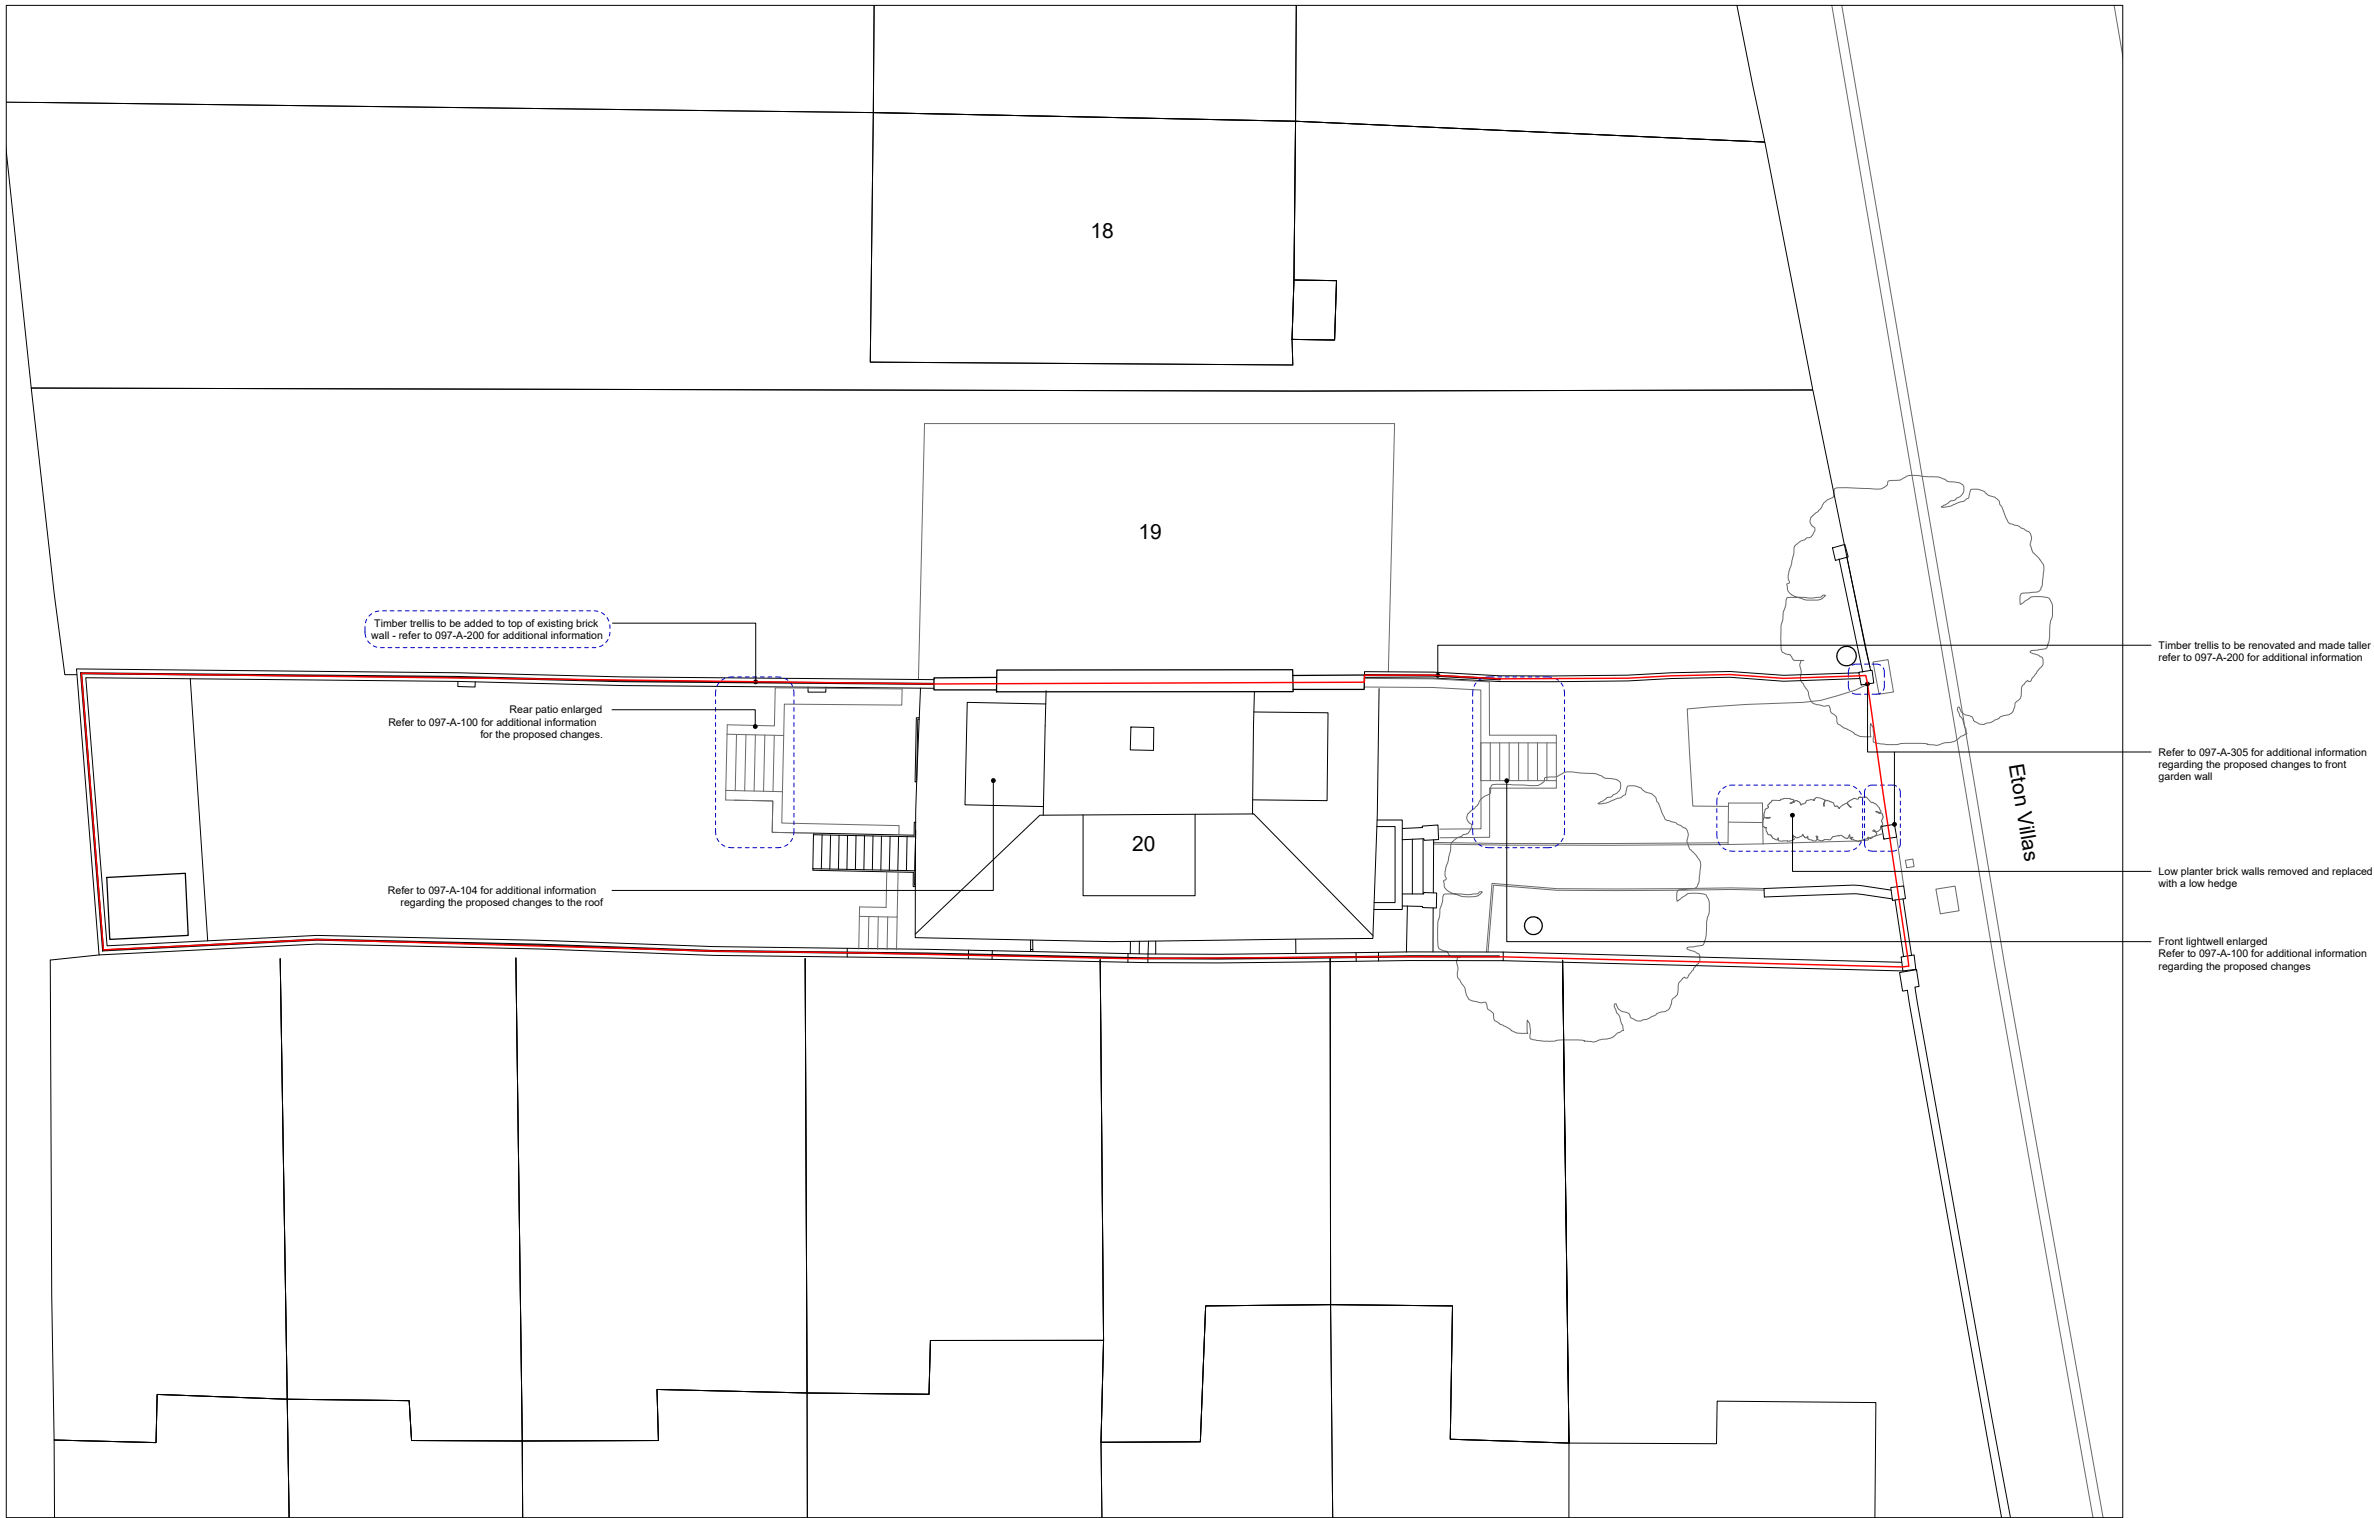 18
19
Timber trellis to be added to top of existing brick
wall - refer to 097-A-200 for additional information
Timber trellis to be renovated and made taller
refer to 097-A-200 for additional information
Rear patio enlarged
Refer to 097-A-100 for additional information
for the proposed changes.
Refer to 097-A-305 for additional information
regarding the proposed changes to front
garden wall
Eton Villas
20
Refer to 097-A-104 for additional information
regarding the proposed changes to the roof
Low planter brick walls removed and replaced
with a low hedge
Front lightwell enlarged
Refer to 097-A-100 for additional information
regarding the proposed changes